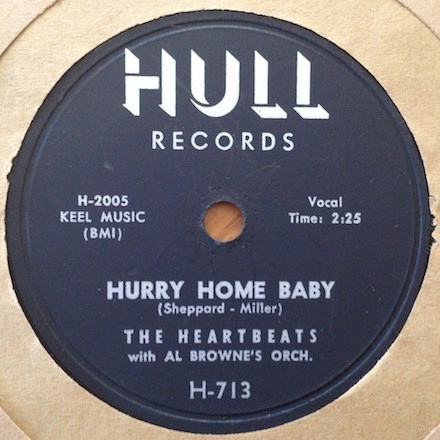 HULL
RECORDS
H-2005
KEEL MUSIC
(BMI)
Vocal
Time: 2:25
HURRY HOME BABY
(Sheppard - Miller)
THE HEARTBEATS
with AL BROWNE'S ORCH.
H-713